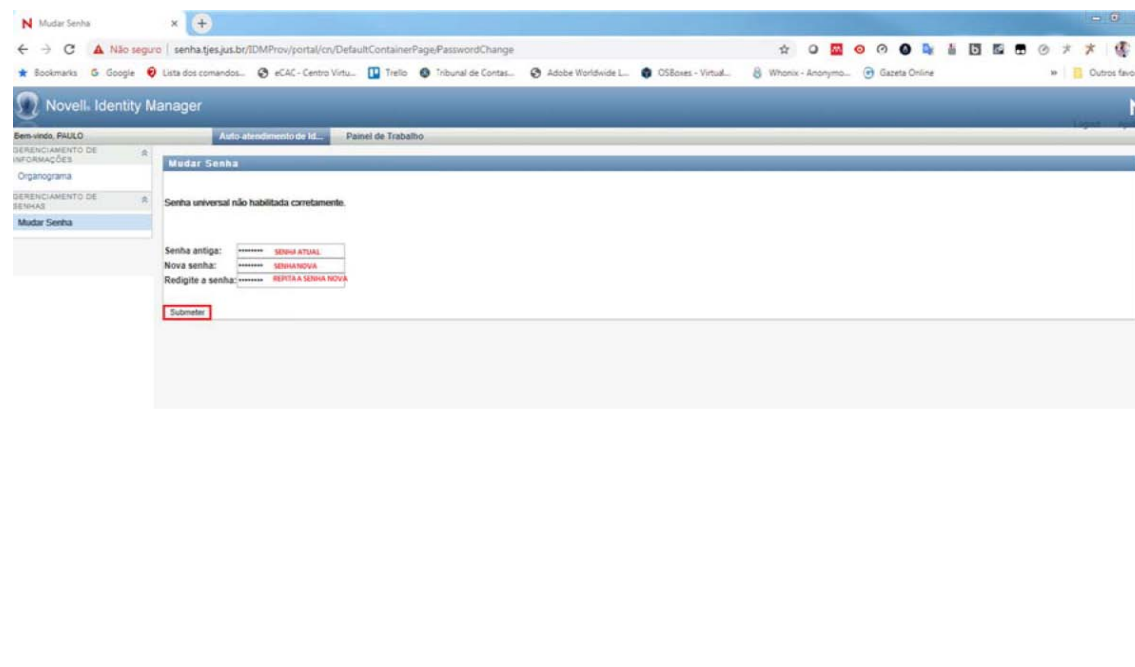 Mudar Senha
Não seguro | senha.tjes.jus.br/IDMProv/portal/cn/DefaultContainerPage/PasswordChange
Bookmarks Google Lista dos comandos... eCAC - Centro Virtu... Trello Tribunal de Contas... Adobe Worldwide L... OSBoxes - Virtual... Whonix - Anonymo... Gazeta Online » Outros favo
Novell® Identity Manager
Bem-vindo, PAULO Auto-atendimento de Id... Painel de Trabalho Logout
GERENCIAMENTO DE
INFORMAÇÕES
Organograma
GERENCIAMENTO DE
SENHAS
Mudar Senha
Mudar Senha
Senha universal não habilitada corretamente.
Senha antiga: •••••••• SENHA ATUAL
Nova senha: •••••••• SENHA NOVA
Redigite a senha: •••••••• REPITA A SENHA NOVA
Submeter